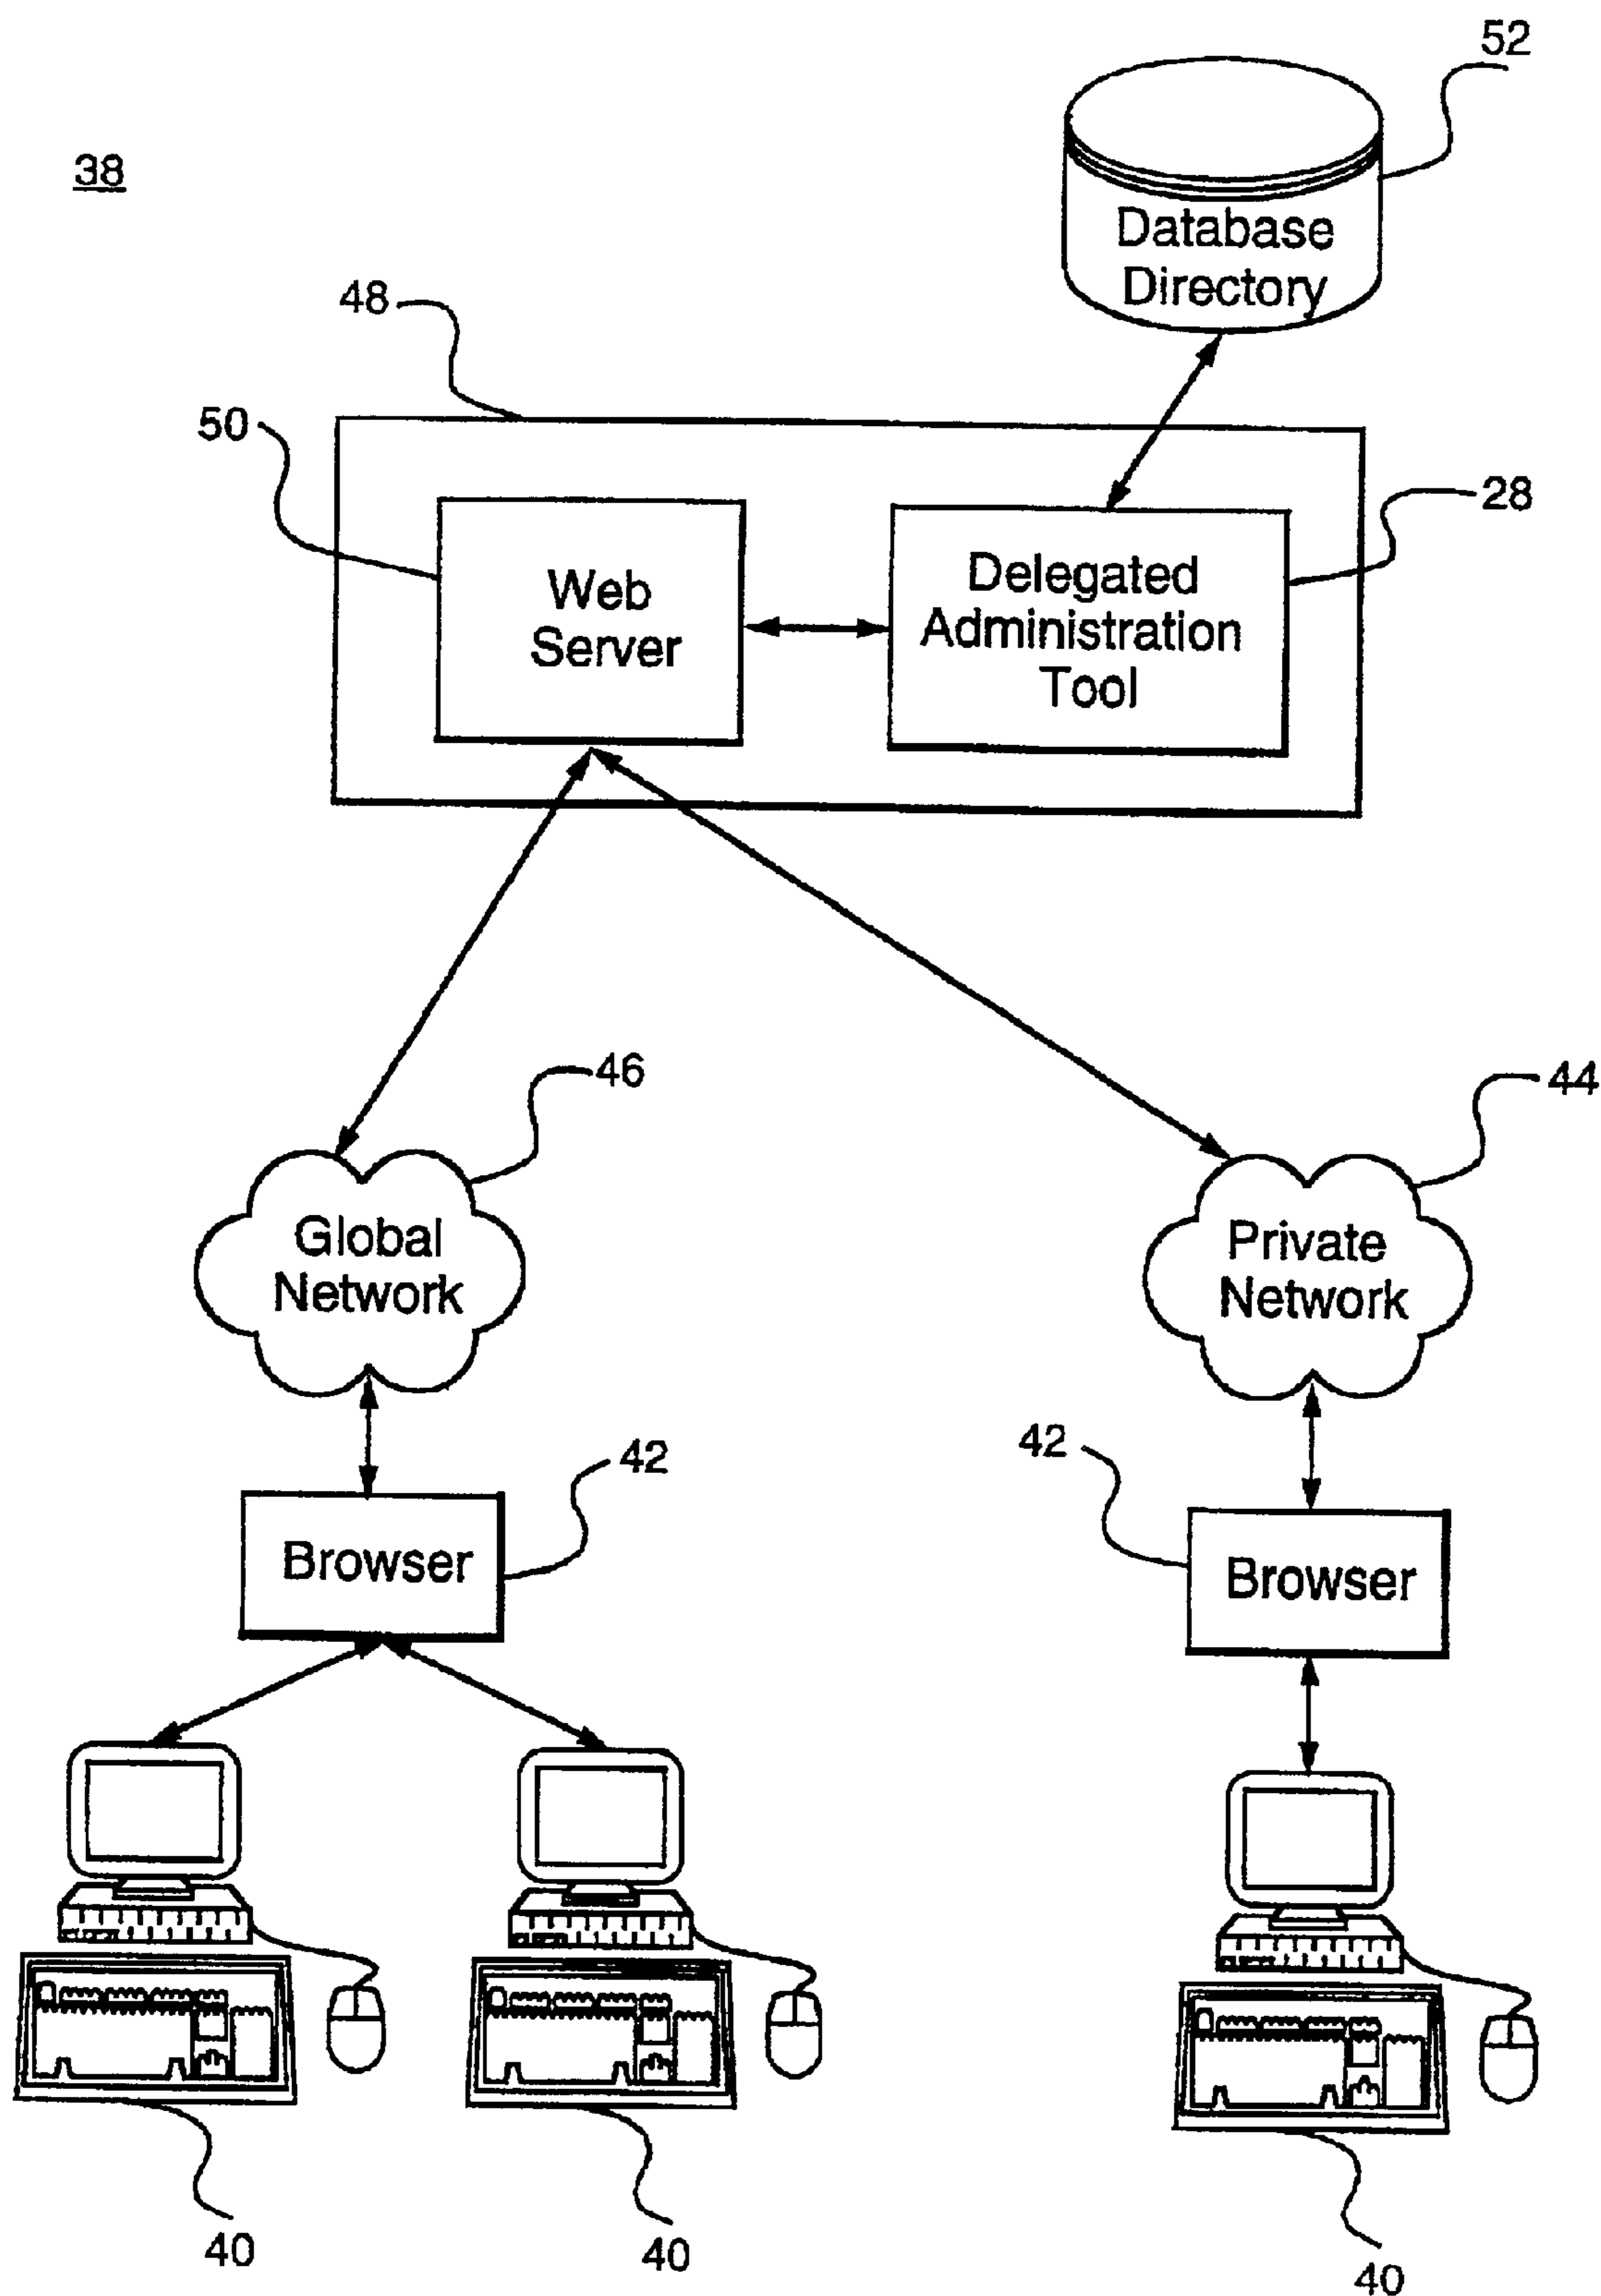 52
38
Database
Directory
48
50
28
Web
Server
Delegated
Administration
Tool
46
44
Global
Network
Private
Network
42
42
Browser
Browser
40
40
40